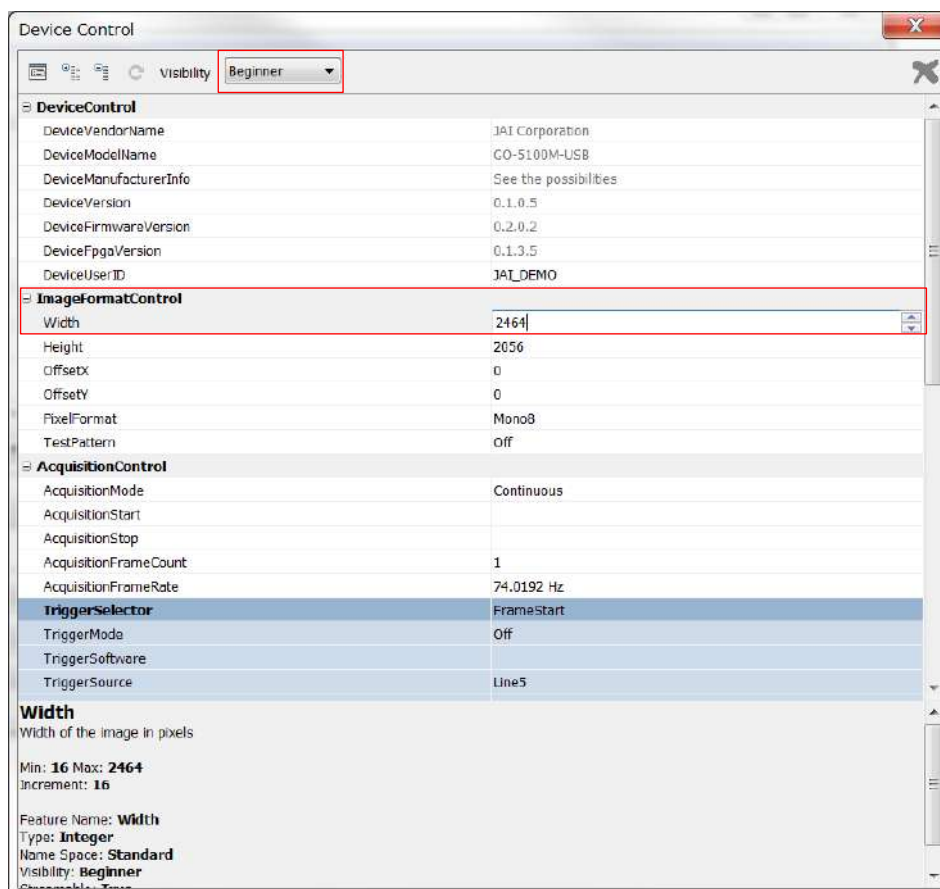 Device Control
Visibility Beginner
DeviceControl
DeviceVendorName JAI Corporation
DeviceModelName GO-5100M-USB
DeviceManufacturerInfo See the possibilities
DeviceVersion 0.1.0.5
DeviceFirmwareVersion 0.2.0.2
DeviceFpgaVersion 0.1.3.5
DeviceUserID JAI_DEMO
ImageFormatControl
Width 2464
Height 2056
OffsetX 0
OffsetY 0
PixelFormat Mono8
TestPattern Off
AcquisitionControl
AcquisitionMode Continuous
AcquisitionStart
AcquisitionStop
AcquisitionFrameCount 1
AcquisitionFrameRate 74.0192 Hz
TriggerSelector FrameStart
TriggerMode Off
TriggerSoftware
TriggerSource Line5
Width
Width of the image in pixels
Min: 16 Max: 2464
Increment: 16
Feature Name: Width
Type: Integer
Name Space: Standard
Visibility: Beginner
Streamable: True